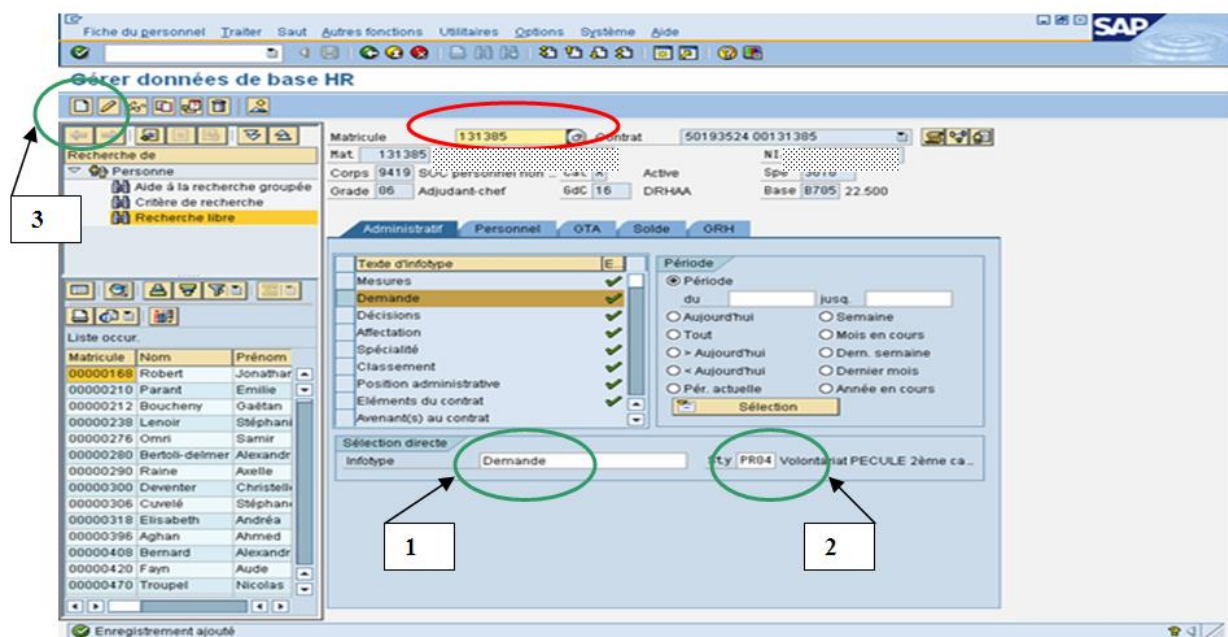 Fiche du personnel Traiter Saut Autres fonctions Utilitaires Options Système Aide
SAP
Gérer données de base HR
3
Matricule 131385 Contrat 50193524 00131385
Mat. 131385
Corps 9419 SOC personnel non Active
Grade 06 Adjudant-chef GdC 16 DRHAA Base B705 22.500
Recherche de
Personne
Aide à la recherche groupée
Critère de recherche
Recherche libre
Administratif Personnel GTA Solde GRH
Texte d'infotype E..
Mesures
Demande
Décisions
Affectation
Spécialité
Classement
Position administrative
Eléments du contrat
Avenant(s) au contrat
Période
Période
du jusq.
Aujourd'hui Semaine
Tout Mois en cours
> Aujourd'hui Dern. semaine
< Aujourd'hui Dernier mois
Pér. actuelle Année en cours
Sélection
Sélection directe
Infotype Demande Sty PR04 Volontariat PECULE 2ème ca...
1
2
Liste occur.
Matricule Nom Prénom
00000168 Robert Jonathar
00000210 Parant Emilie
00000212 Boucheny Gaëtan
00000238 Lenoir Stéphani
00000276 Omri Samir
00000280 Bertoli-delmer Alexandr
00000290 Raine Axelle
00000300 Deventer Christelle
00000306 Cuvelé Stéphane
00000318 Elisabeth Andréa
00000396 Aghan Ahmed
00000408 Bernard Alexandr
00000420 Fayn Aude
00000470 Troupel Nicolas
Enregistrement ajouté